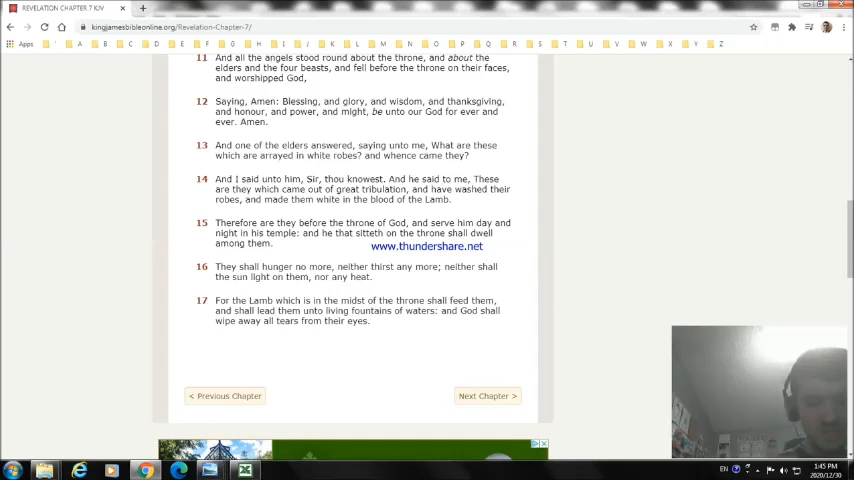 REVELATION CHAPTER 7 KJV
kingjamesbibleonline.org/Revelation-Chapter-7/
Apps ' A B C D E F G H I J K L M N O P Q R S T U V W X Y Z
11 And all the angels stood round about the throne, and about the
elders and the four beasts, and fell before the throne on their faces,
and worshipped God,
12 Saying, Amen: Blessing, and glory, and wisdom, and thanksgiving,
and honour, and power, and might, be unto our God for ever and
ever. Amen.
13 And one of the elders answered, saying unto me, What are these
which are arrayed in white robes? and whence came they?
14 And I said unto him, Sir, thou knowest. And he said to me, These
are they which came out of great tribulation, and have washed their
robes, and made them white in the blood of the Lamb.
15 Therefore are they before the throne of God, and serve him day and
night in his temple: and he that sitteth on the throne shall dwell
among them.
www.thundershare.net
16 They shall hunger no more, neither thirst any more; neither shall
the sun light on them, nor any heat.
17 For the Lamb which is in the midst of the throne shall feed them,
and shall lead them unto living fountains of waters: and God shall
wipe away all tears from their eyes.
< Previous Chapter
Next Chapter >
EN
1:45 PM
2020/12/30